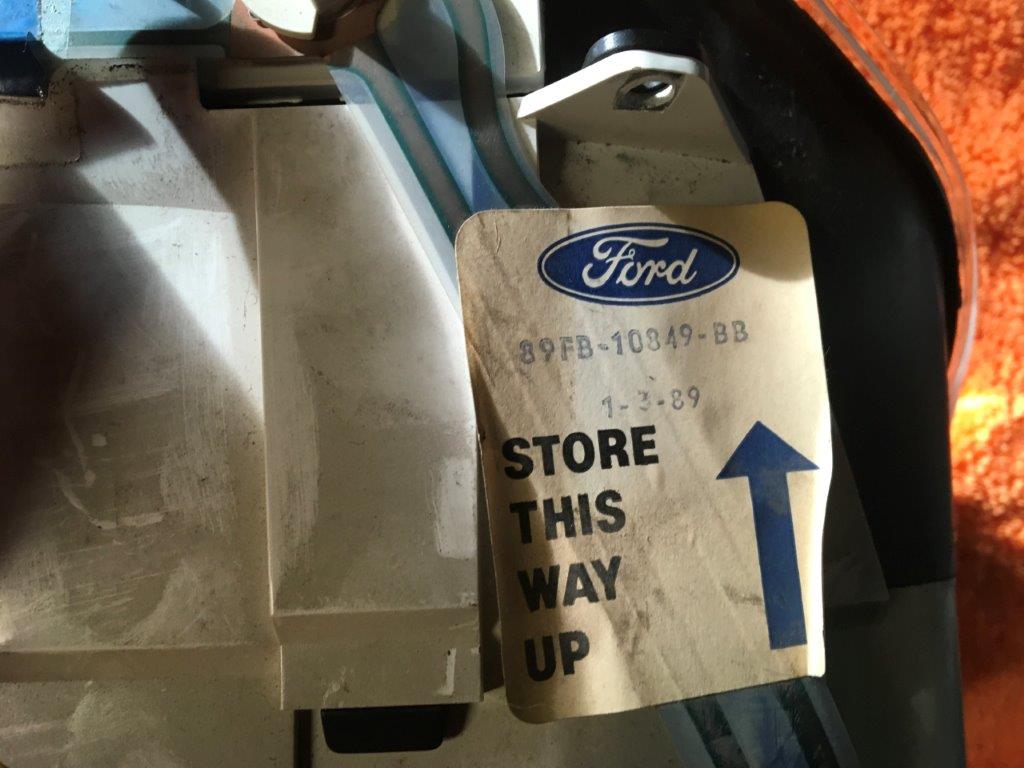 Ford
89FB-10849-BB
1-3-89
STORE
THIS
WAY
UP